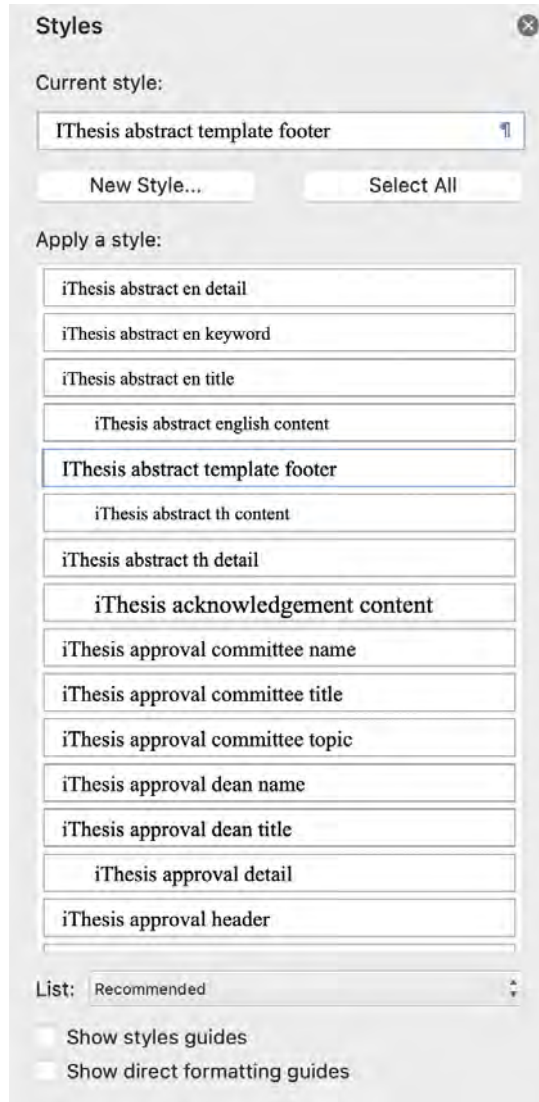 Styles
Current style:
IThesis abstract template footer ¶
New Style... Select All
Apply a style:
iThesis abstract en detail
iThesis abstract en keyword
iThesis abstract en title
iThesis abstract english content
IThesis abstract template footer
iThesis abstract th content
iThesis abstract th detail
iThesis acknowledgement content
iThesis approval committee name
iThesis approval committee title
iThesis approval committee topic
iThesis approval dean name
iThesis approval dean title
iThesis approval detail
iThesis approval header
List: Recommended
Show styles guides
Show direct formatting guides